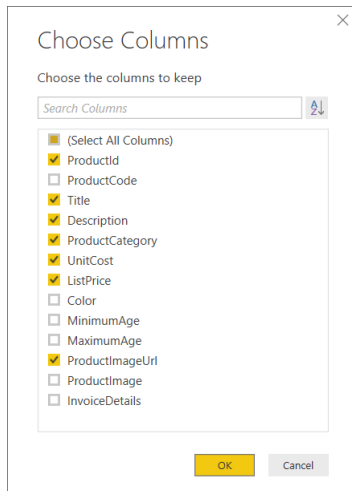 Choose Columns
Choose the columns to keep
Search Columns
(Select All Columns)
ProductId
ProductCode
Title
Description
ProductCategory
UnitCost
ListPrice
Color
MinimumAge
MaximumAge
ProductImageUrl
ProductImage
InvoiceDetails
OK Cancel